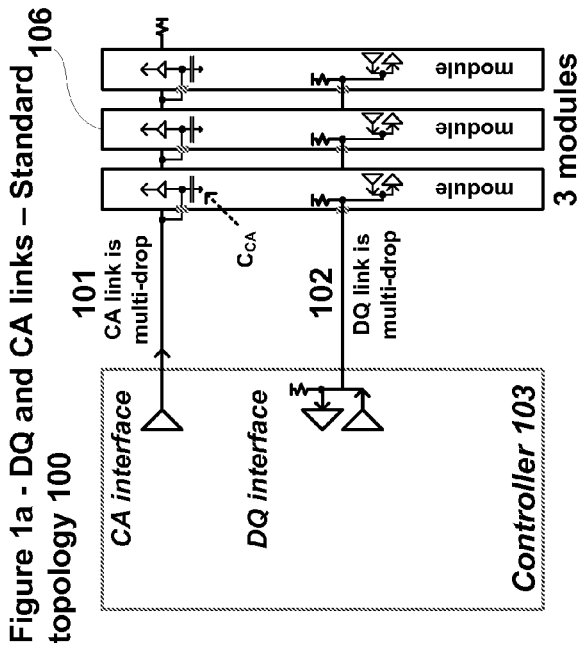 Figure 1a - DQ and CA links – Standard
topology 100
106
101
CA link is
multi-drop
CCA
102
DQ link is
multi-drop
CA interface
DQ interface
Controller 103
module
module
module
3 modules